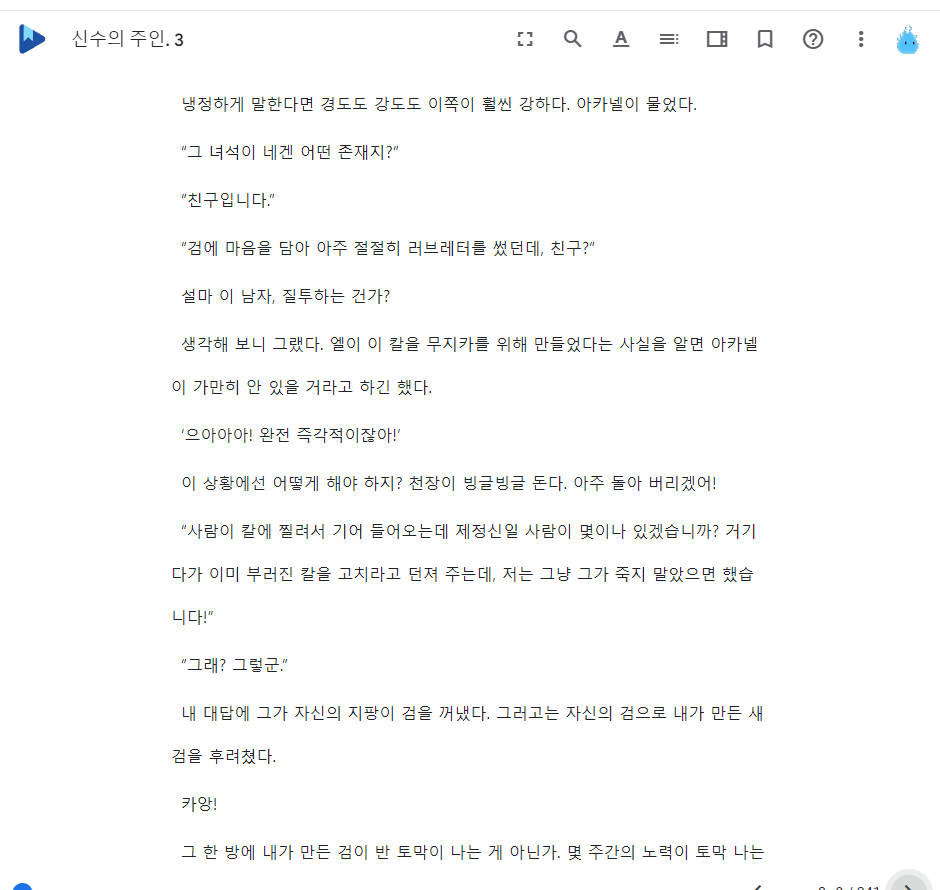 신수의 주인. 3
냉정하게 말한다면 경도도 강도도 이쪽이 훨씬 강하다. 아카넬이 물었다.
“그 녀석이 네겐 어떤 존재지?”
“친구입니다.”
“검에 마음을 담아 아주 절절히 러브레터를 썼던데, 친구?”
설마 이 남자, 질투하는 건가?
생각해 보니 그랬다. 엘이 이 칼을 무지카를 위해 만들었다는 사실을 알면 아카넬
이 가만히 안 있을 거라고 하긴 했다.
‘으아아아! 완전 즉각적이잖아!’
이 상황에선 어떻게 해야 하지? 천장이 빙글빙글 돈다. 아주 돌아 버리겠어!
“사람이 칼에 찔려서 기어 들어오는데 제정신일 사람이 몇이나 있겠습니까? 거기
다가 이미 부러진 칼을 고치라고 던져 주는데, 저는 그냥 그가 죽지 말았으면 했습
니다!”
“그래? 그렇군.”
내 대답에 그가 자신의 지팡이 검을 꺼냈다. 그러고는 자신의 검으로 내가 만든 새
검을 후려쳤다.
카앙!
그 한 방에 내가 만든 검이 반 토막이 나는 게 아닌가. 몇 주간의 노력이 토막 나는